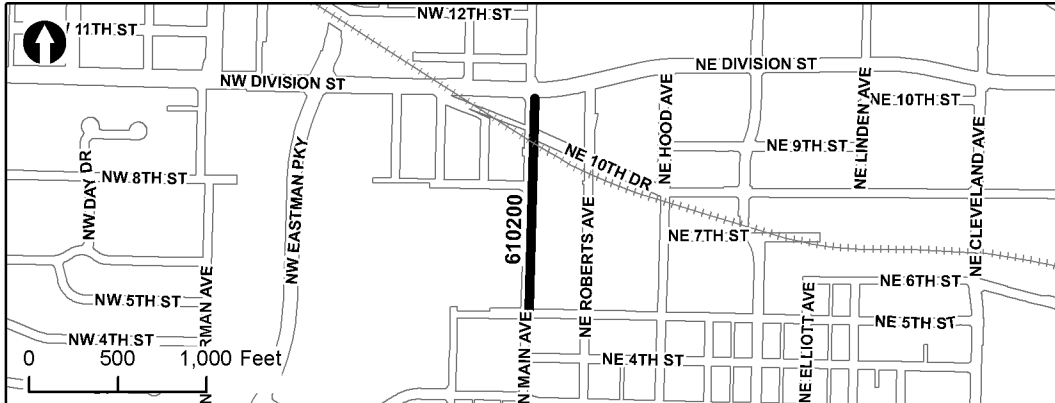 11TH ST
NW 12TH ST
NW DIVISION ST
NE DIVISION ST
NE 10TH ST
NE HOOD AVE
NE LINDEN AVE
NE 9TH ST
NE 10TH DR
NE CLEVELAND AVE
NW 8TH ST
NW DAY DR
NW EASTMAN PKY
610200
NE ROBERTS AVE
NE 7TH ST
NE 6TH ST
NW 5TH ST
RMAN AVE
NE 5TH ST
NW 4TH ST
N MAIN AVE
NE 4TH ST
NE ELLIOTT AVE
0 500 1,000 Feet
N